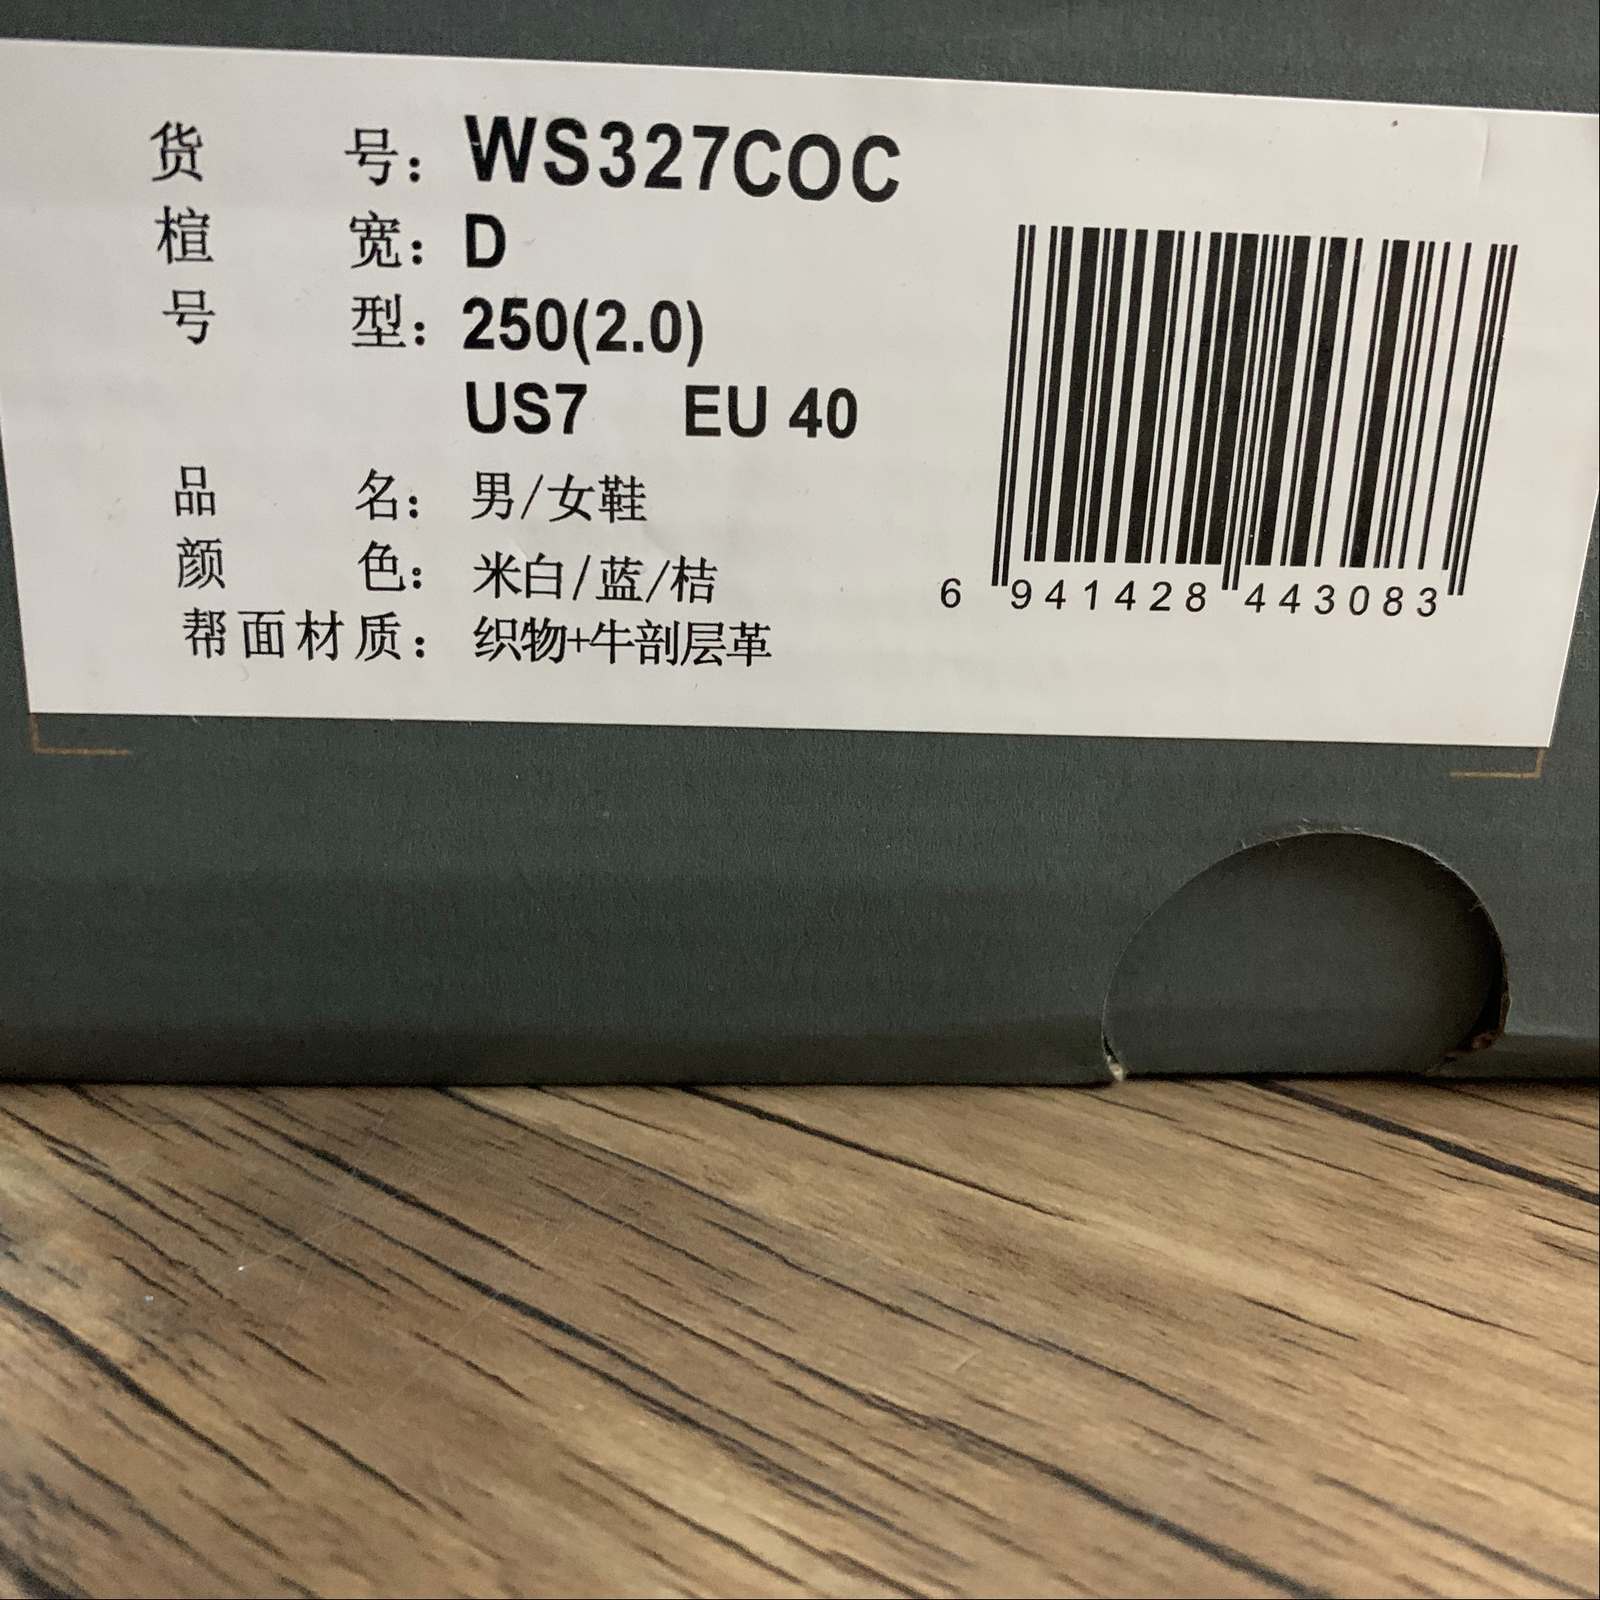 货 号：WS327COC
楦 宽：D
号 型：250(2.0)
US7 EU 40
品 名：男/女鞋
颜 色：米白/蓝/桔
帮面材质：织物+牛剖层革
6 941428 443083